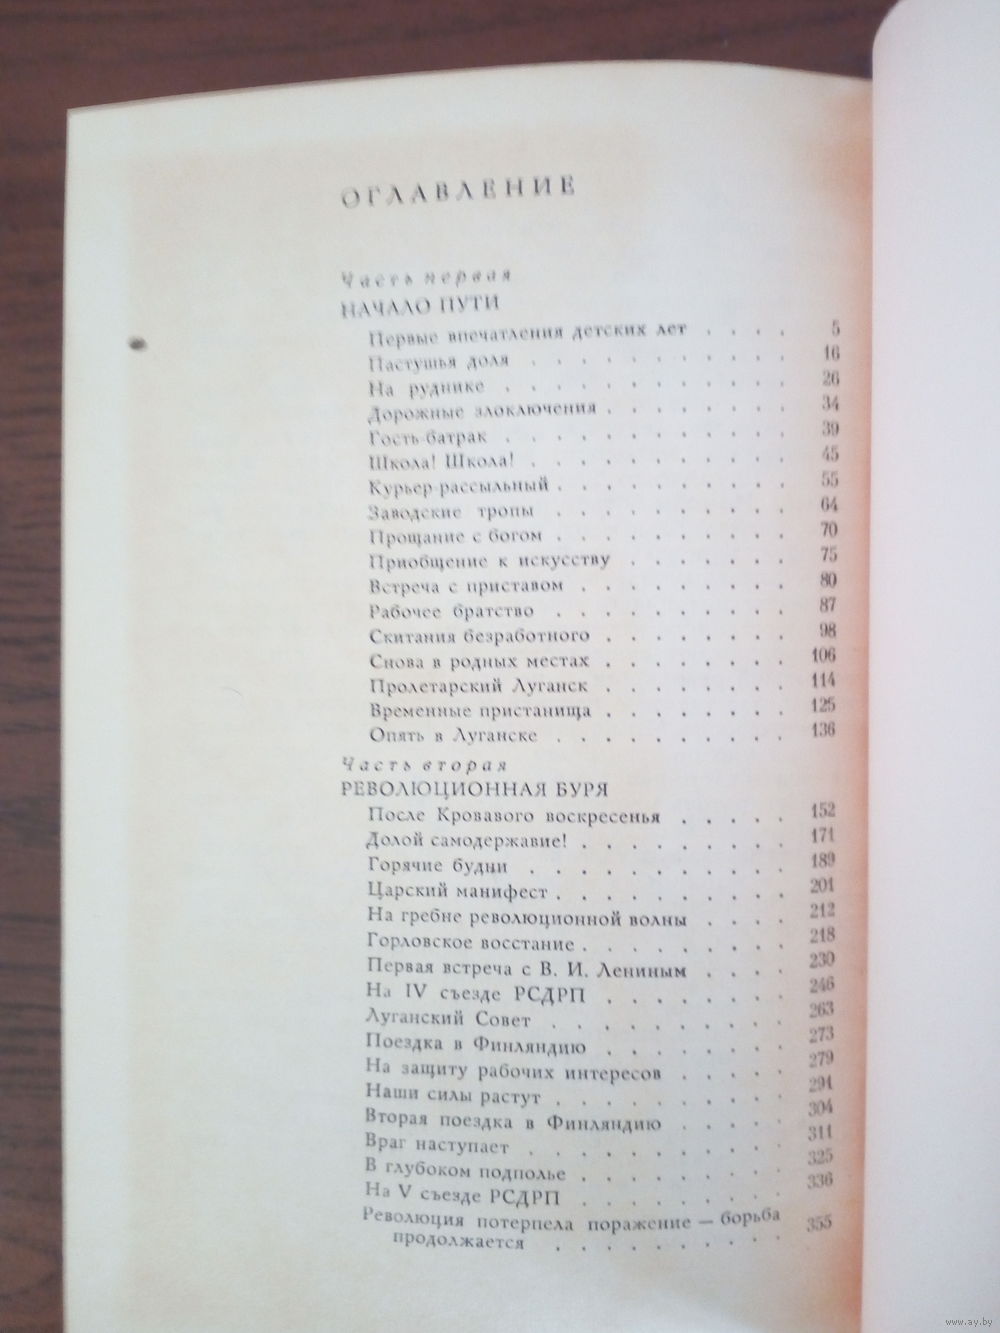 ОГЛАВЛЕНИЕ
Часть первая
НАЧАЛО ПУТИ
Первые впечатления детских лет . . . . 5
Пастушья доля . . . . . . . . . . . 16
На руднике . . . . . . . . . . . . 26
Дорожные злоключения . . . . . . . . 34
Гость-батрак . . . . . . . . . . . . 39
Школа! Школа! . . . . . . . . . . . 45
Курьер-рассыльный . . . . . . . . . . 55
Заводские тропы . . . . . . . . . . 64
Прощание с богом . . . . . . . . . . 70
Приобщение к искусству . . . . . . . 75
Встреча с приставом . . . . . . . . . 80
Рабочее братство . . . . . . . . . . 87
Скитания безработного . . . . . . . . 98
Снова в родных местах . . . . . . . . 106
Пролетарский Луганск . . . . . . . . 114
Временные пристанища . . . . . . . . 125
Опять в Луганске . . . . . . . . . . 136
Часть вторая
РЕВОЛЮЦИОННАЯ БУРЯ
После Кровавого воскресенья . . . . . 152
Долой самодержавие! . . . . . . . . . 171
Горячие будни . . . . . . . . . . . 189
Царский манифест . . . . . . . . . . 201
На гребне революционной волны . . . . 212
Горловское восстание . . . . . . . . . 218
Первая встреча с В. И. Лениным . . . . 230
На IV съезде РСДРП . . . . . . . . 246
Луганский Совет . . . . . . . . . . 263
Поездка в Финляндию . . . . . . . . 273
На защиту рабочих интересов . . . . . 279
Наши силы растут . . . . . . . . . . 291
Вторая поездка в Финляндию . . . . . 304
Враг наступает . . . . . . . . . . . 311
В глубоком подполье . . . . . . . . . 325
На V съезде РСДРП . . . . . . . . . 336
Революция потерпела поражение — борьба
продолжается . . . . . . . . . . 355
www.ay.by